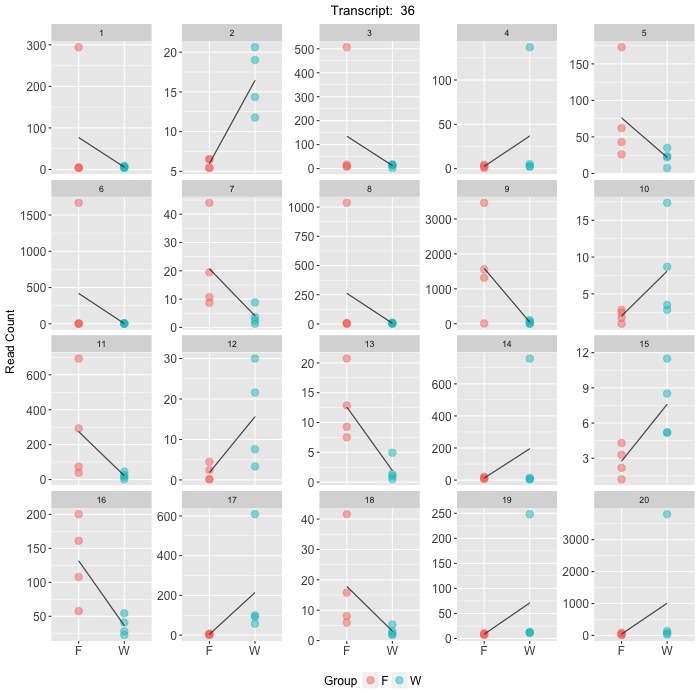 Transcript: 36
1 2 3 4 5
300 200 100 0
20 15 10 5
500 400 300 200 100 0
100 50 0
150 100 50 0
6 7 8 9 10
1500 1000 500 0
40 30 20 10 0
1000 750 500 250 0
3000 2000 1000 0
15 10 5
Read Count
11 12 13 14 15
600 400 200 0
30 20 10 0
20 15 10 5 0
600 400 200 0
12 9 6 3
16 17 18 19 20
200 150 100 50
600 400 200 0
40 30 20 10 0
250 200 150 100 50 0
3000 2000 1000 0
F W F W F W F W F W
Group F W